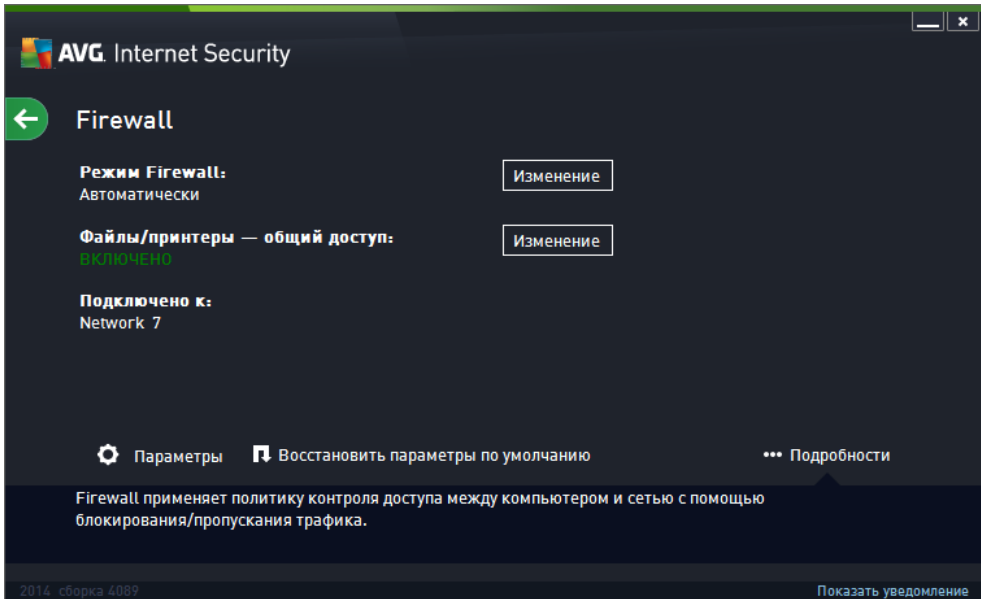 AVG. Internet Security
Firewall
Режим Firewall:
Изменение
Автоматически
Файлы/принтеры — общий доступ:
Изменение
ВКЛЮЧЕНО
Подключено к:
Network 7
Параметры
Восстановить параметры по умолчанию
••• Подробности
Firewall применяет политику контроля доступа между компьютером и сетью с помощью
блокирования/пропускания трафика.
2014 сборка 4089
Показать уведомление